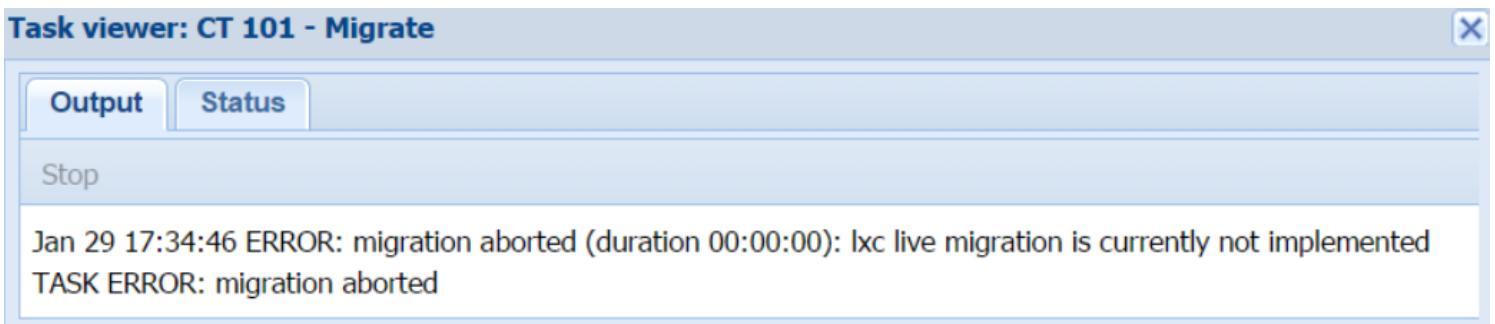 Task viewer: CT 101 - Migrate
Output Status
Stop
Jan 29 17:34:46 ERROR: migration aborted (duration 00:00:00): lxc live migration is currently not implemented
TASK ERROR: migration aborted